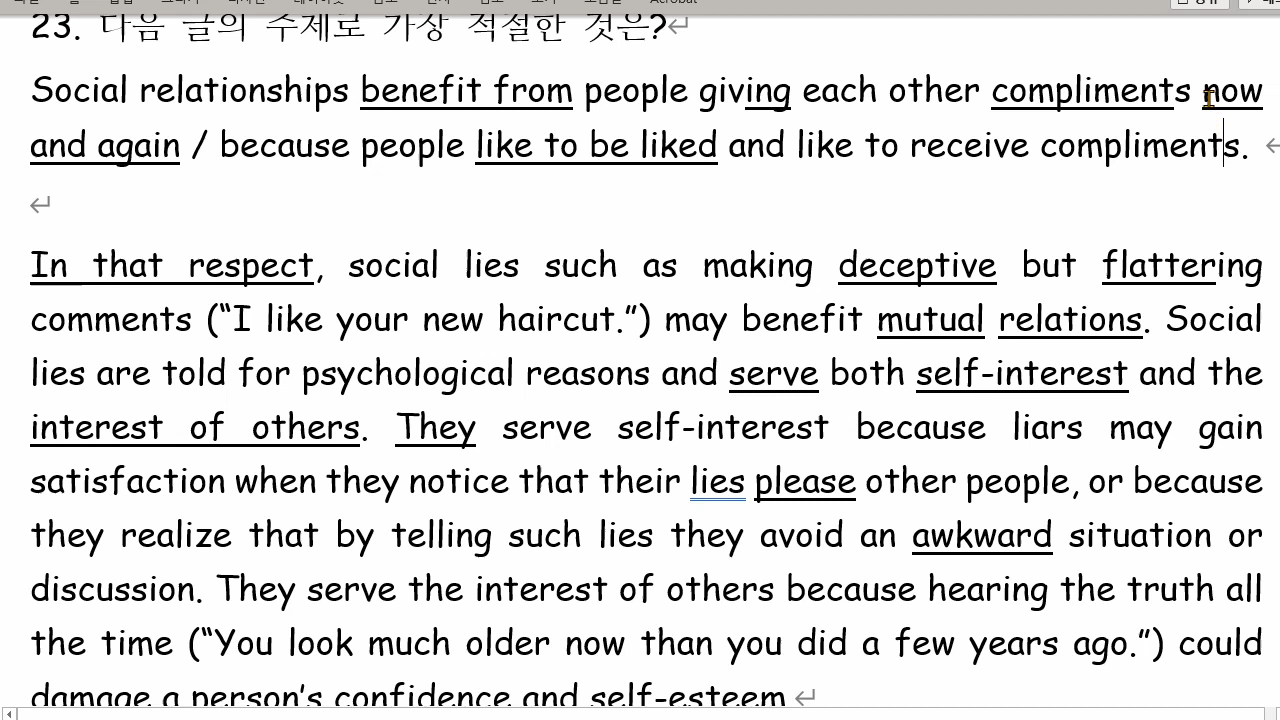 Acrobat
23. 다음 글의 주제로 가장 적절한 것은?
Social relationships benefit from people giving each other compliments now
and again / because people like to be liked and like to receive compliments.
In that respect, social lies such as making deceptive but flattering
comments (“I like your new haircut.”) may benefit mutual relations. Social
lies are told for psychological reasons and serve both self-interest and the
interest of others. They serve self-interest because liars may gain
satisfaction when they notice that their lies please other people, or because
they realize that by telling such lies they avoid an awkward situation or
discussion. They serve the interest of others because hearing the truth all
the time (“You look much older now than you did a few years ago.”) could
damage a person’s confidence and self-esteem